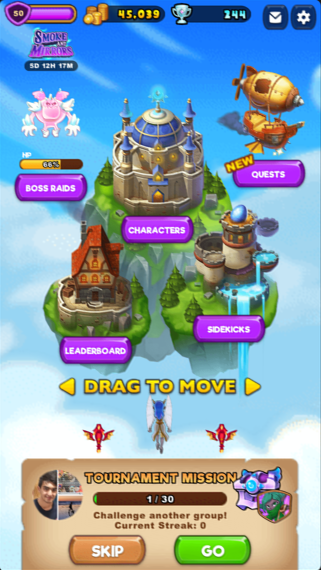 50
45,039
244
SMOKE
AND
MIRRORS
5D 12H 17M
HP
66%
BOSS RAIDS
NEW
QUESTS
CHARACTERS
SIDEKICKS
LEADERBOARD
DRAG TO MOVE
TOURNAMENT MISSION
1 / 30
Challenge another group!
Current Streak: 0
SKIP
GO